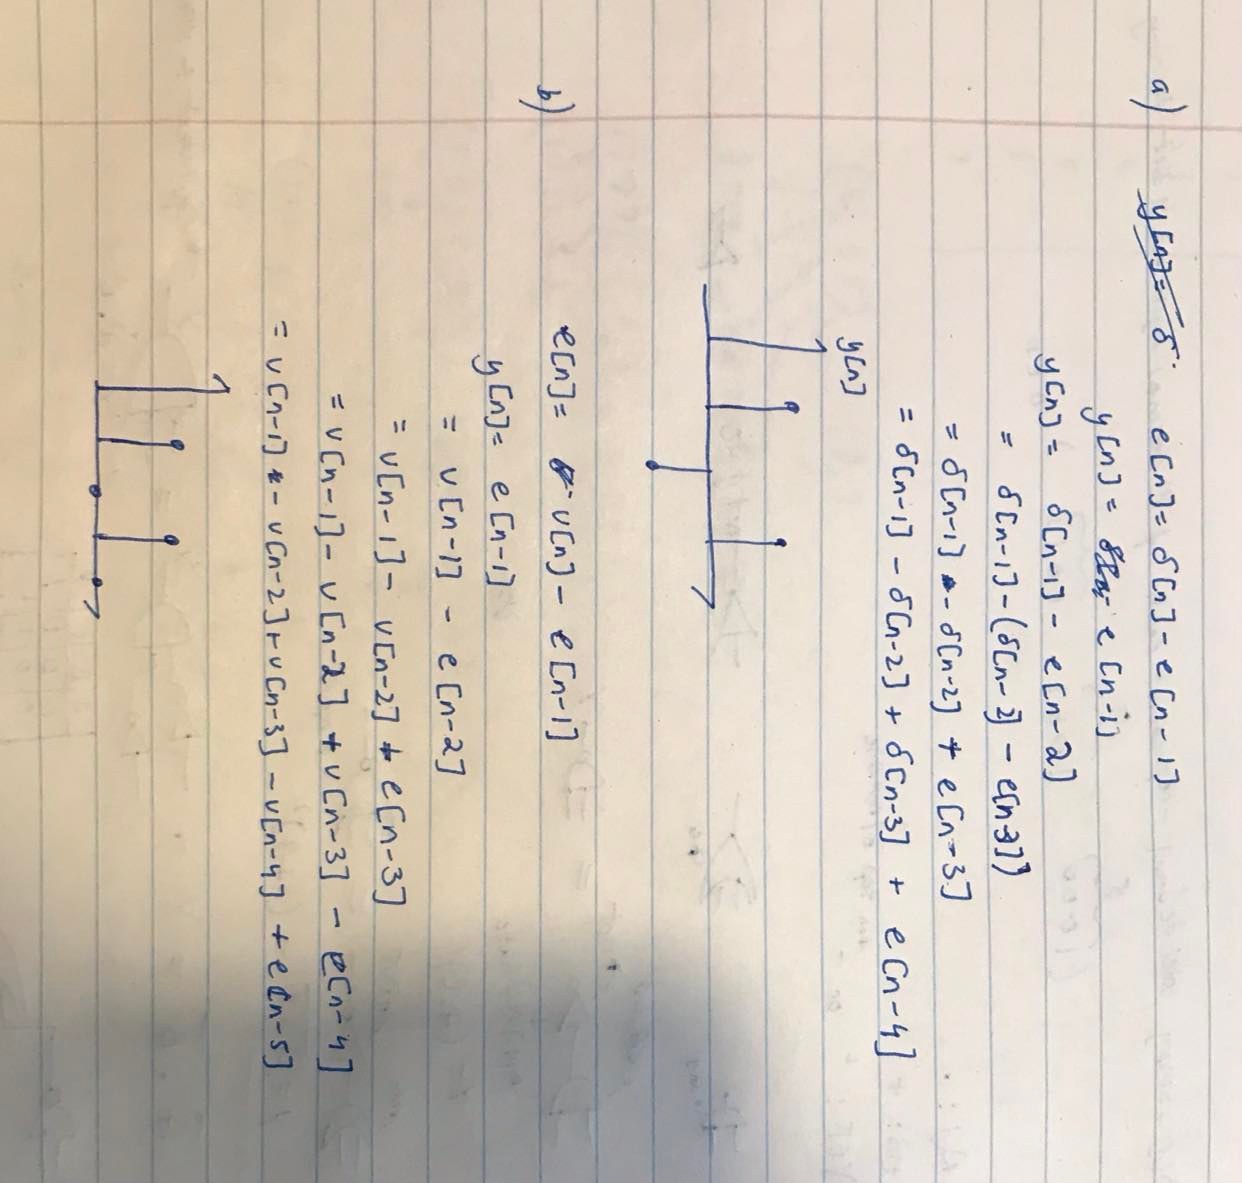 a) y[n]= δ e[n]= δ[n]- e[n-1]
y[n] = e[n-1]
y[n] = δ[n-1] - e[n-2]
= δ[n-1]-(δ[n-2] - e[n-3])
= δ[n-1] - δ[n-2] + e[n-3]
= δ[n-1] - δ[n-2] + δ[n-3] + e[n-4]
y[n]
b) e[n]= v[n] - e[n-1]
y[n]= e[n-1]
= v[n-1] - e[n-2]
= v[n-1] - v[n-2] + e[n-3]
= v[n-1] - v[n-2] + v[n-3] - e[n-4]
= v[n-1] - v[n-2] + v[n-3] - v[n-4] + e[n-5]